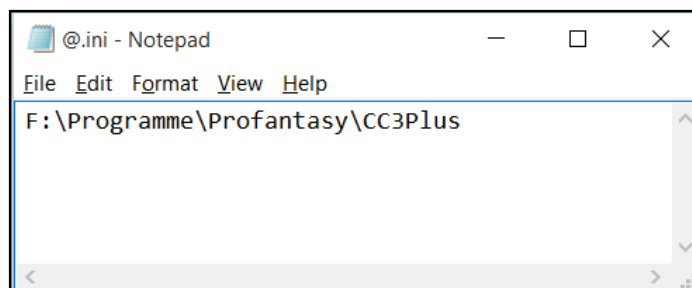 @.ini - Notepad
File Edit Format View Help
F:\Programme\Profantasy\CC3Plus